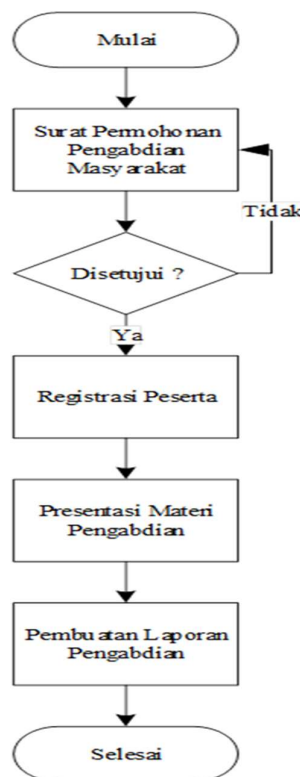 Mulai
Surat Permohonan
Pengabdian
Masyarakat
Tidak
Disetujui ?
Ya
Registrasi Peserta
Presentasi Materi
Pengabdian
Pembuatan Laporan
Pengabdian
Selesai